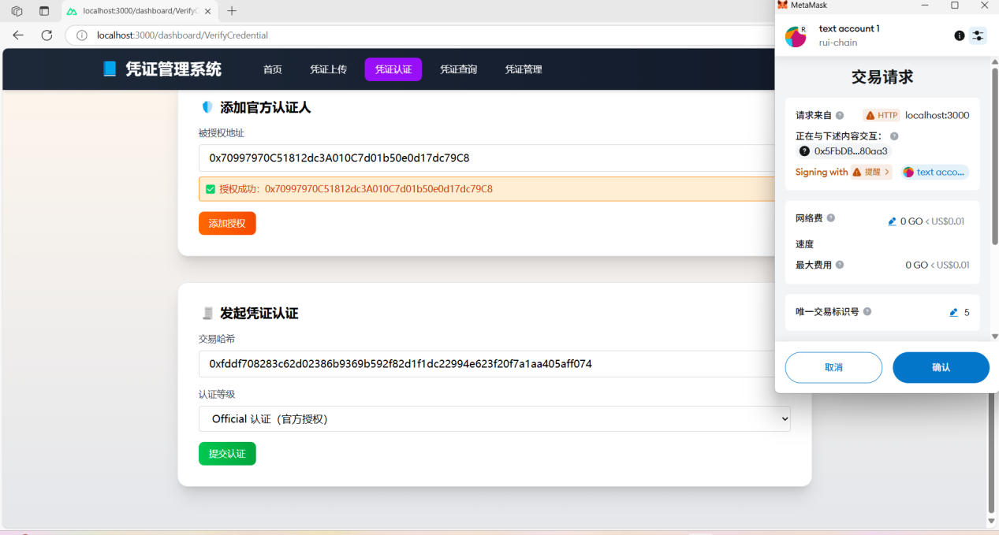 localhost:3000/dashboard/VerifyC
localhost:3000/dashboard/VerifyCredential
凭证管理系统
首页
凭证上传
凭证认证
凭证查询
凭证管理
添加官方认证人
被授权地址
0x70997970C51812dc3A010C7d01b50e0d17dc79C8
授权成功：0x70997970C51812dc3A010C7d01b50e0d17dc79C8
添加授权
发起凭证认证
交易哈希
0xfddf708283c62d02386b9369b592f82d1f1dc22994e623f20f7a1aa405aff074
认证等级
Official 认证（官方授权）
提交认证
MetaMask
R
text account 1
rui-chain
交易请求
请求来自 ? HTTP localhost:3000
正在与下述内容交互： ?
? 0x5FbDB...80aa3
Signing with 提醒 > text acco...
网络费 ? 0 GO < US$0.01
速度
最大费用 ? 0 GO < US$0.01
唯一交易标识号 ? 5
取消
确认